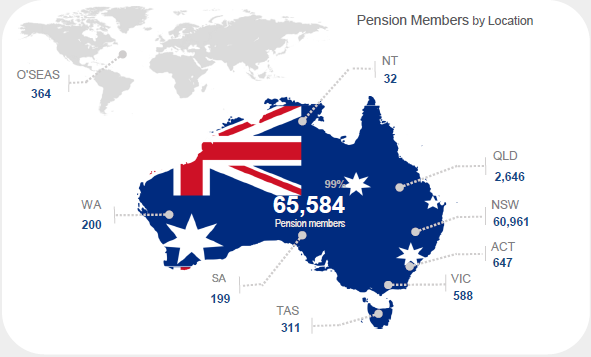 Pension Members by Location
O'SEAS
364
NT
32
QLD
2,646
99%
65,584
Pension members
WA
200
NSW
60,961
ACT
647
SA
199
VIC
588
TAS
311